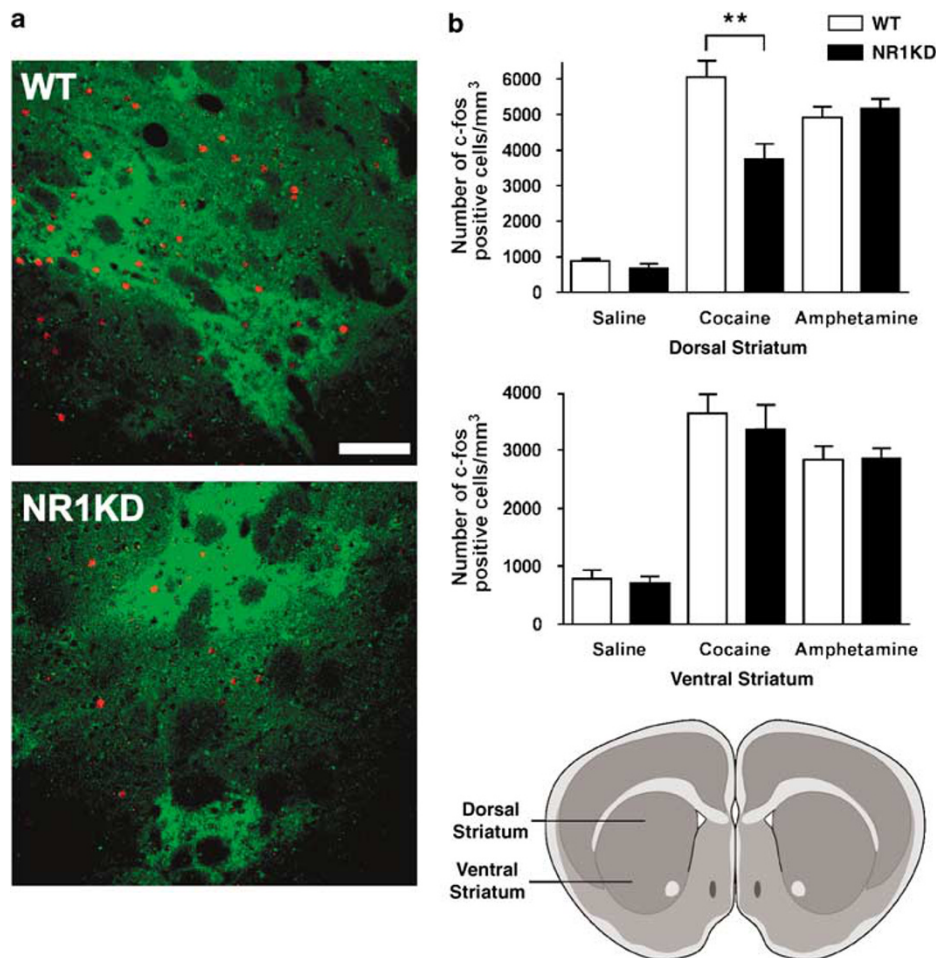 a
WT
NR1KD
b
WT
NR1KD
**
Number of c-fos
positive cells/mm³
6000
5000
4000
3000
2000
1000
0
Saline
Cocaine
Amphetamine
Dorsal Striatum
Number of c-fos
positive cells/mm³
4000
3000
2000
1000
0
Saline
Cocaine
Amphetamine
Ventral Striatum
Dorsal
Striatum
Ventral
Striatum